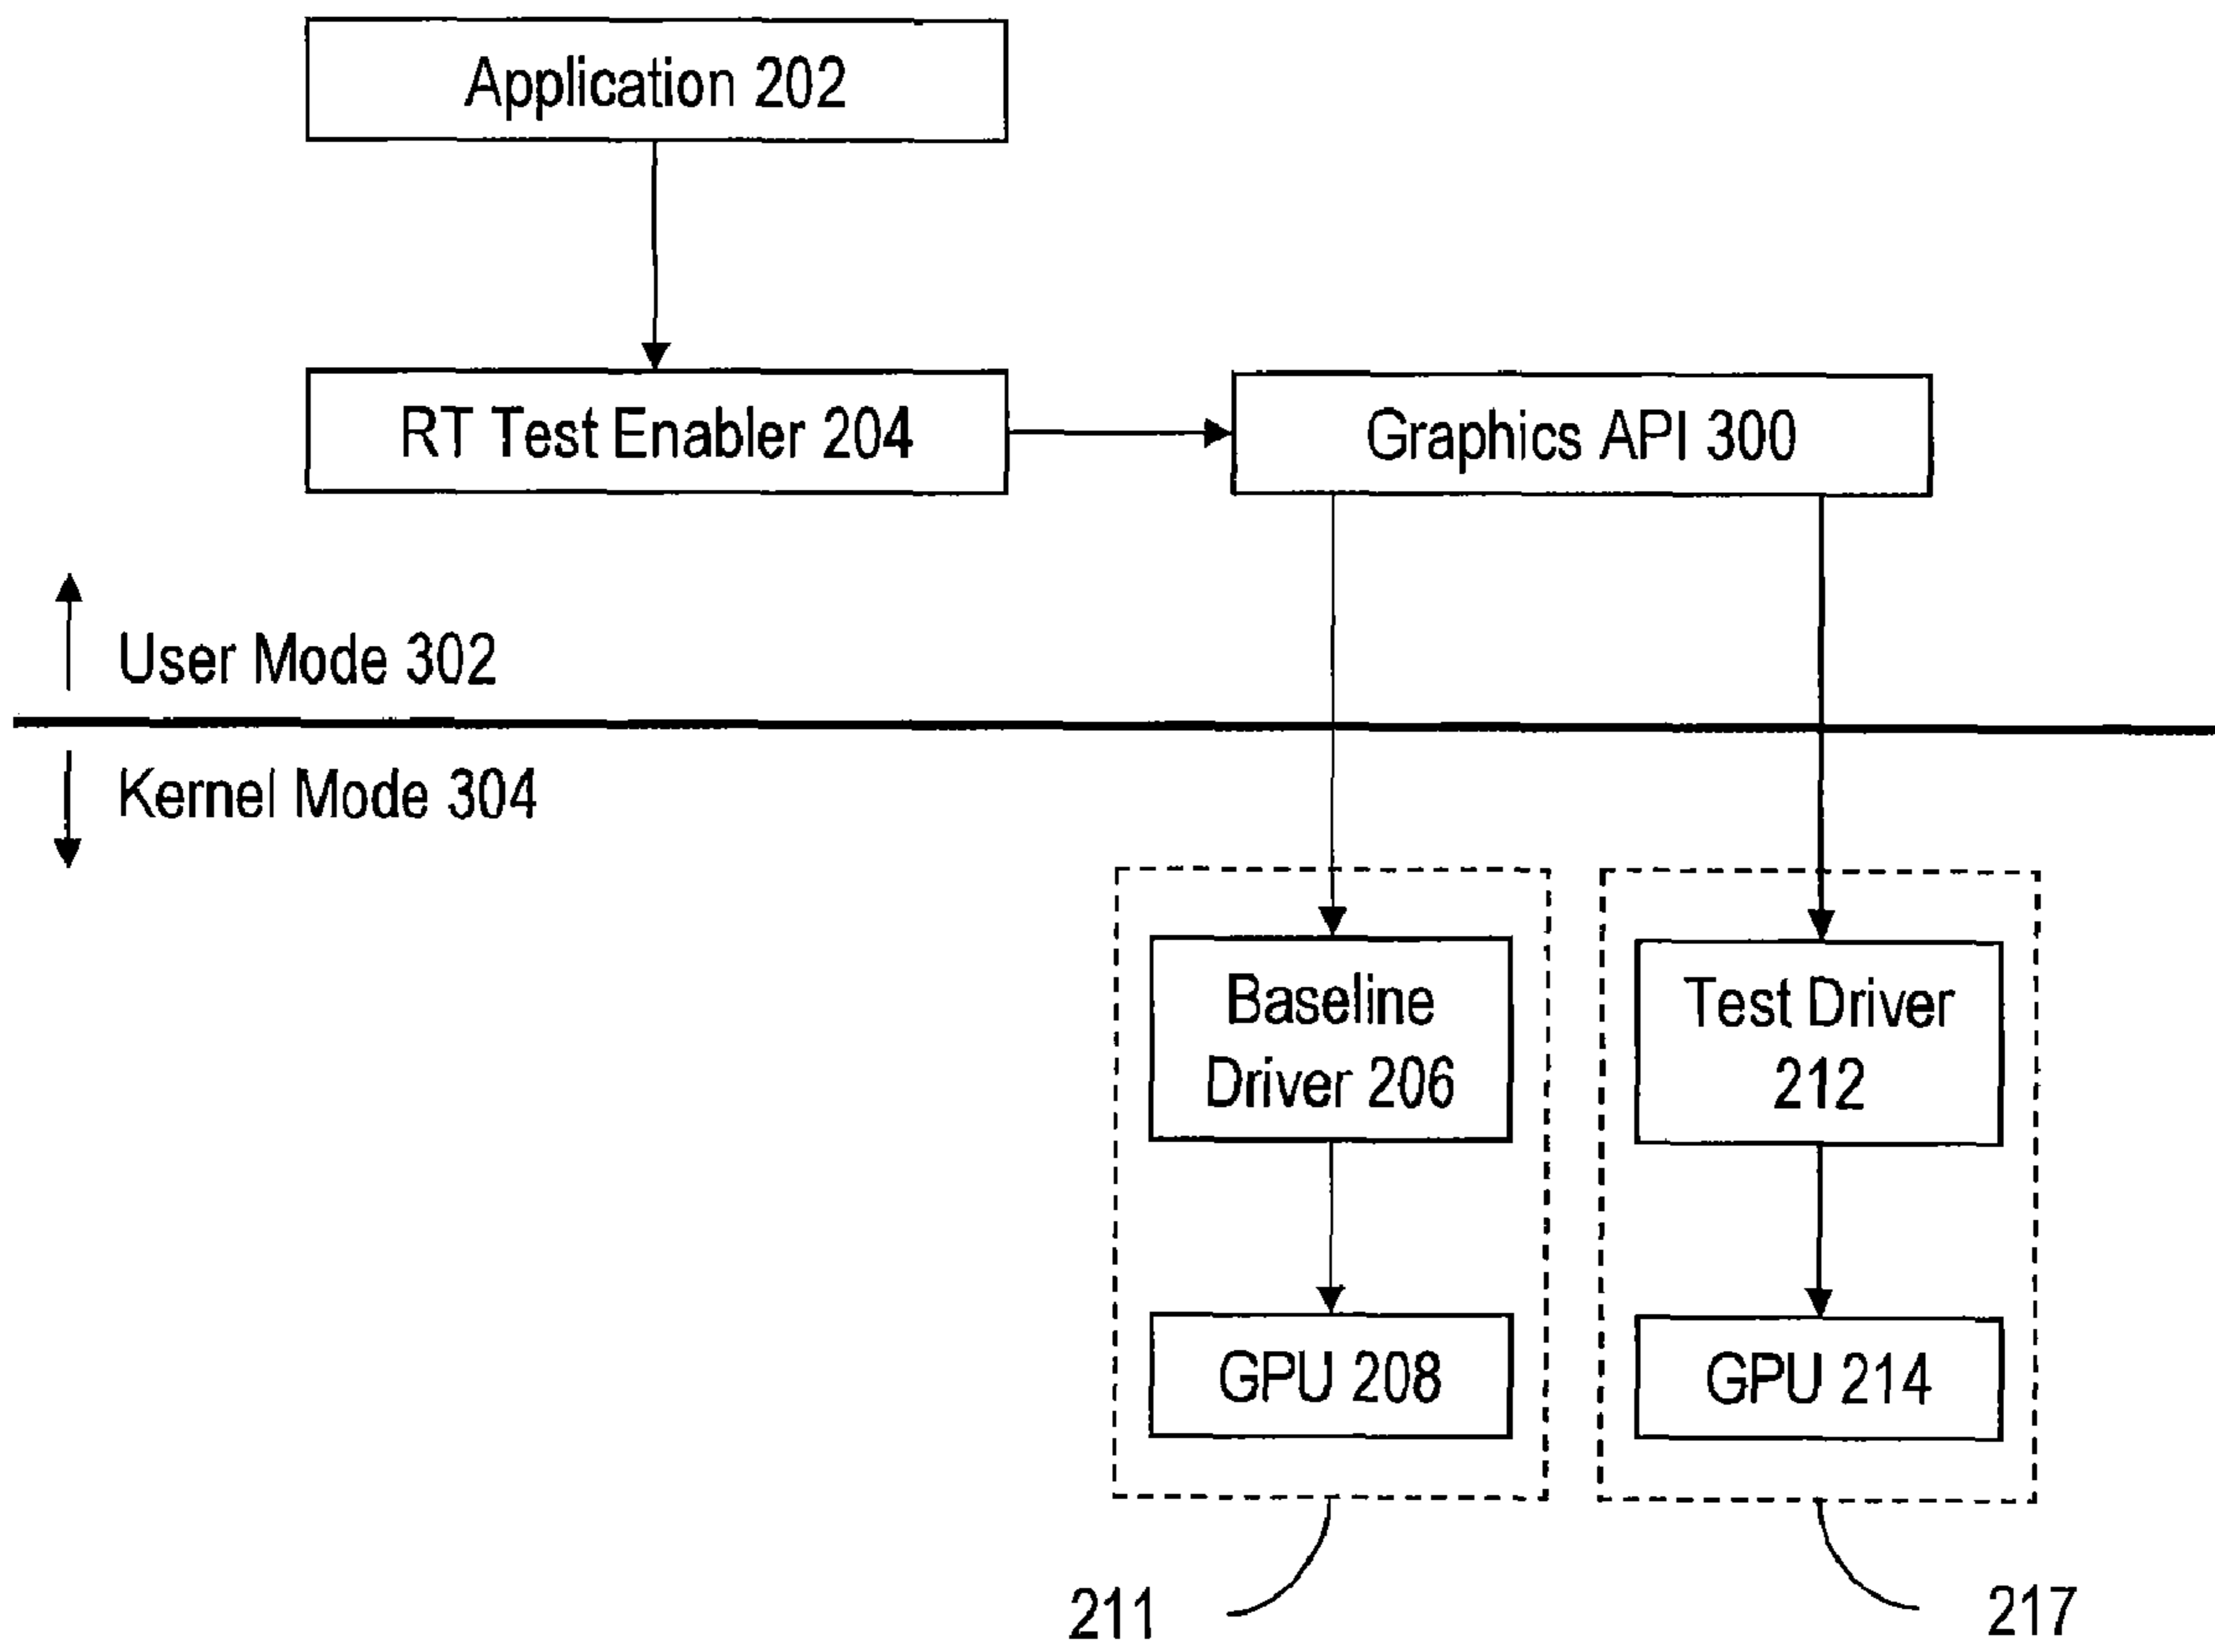 Application 202
RT Test Enabler 204
Graphics API 300
User Mode 302
Kernel Mode 304
Baseline
Driver 206
Test Driver
212
GPU 208
GPU 214
211
217